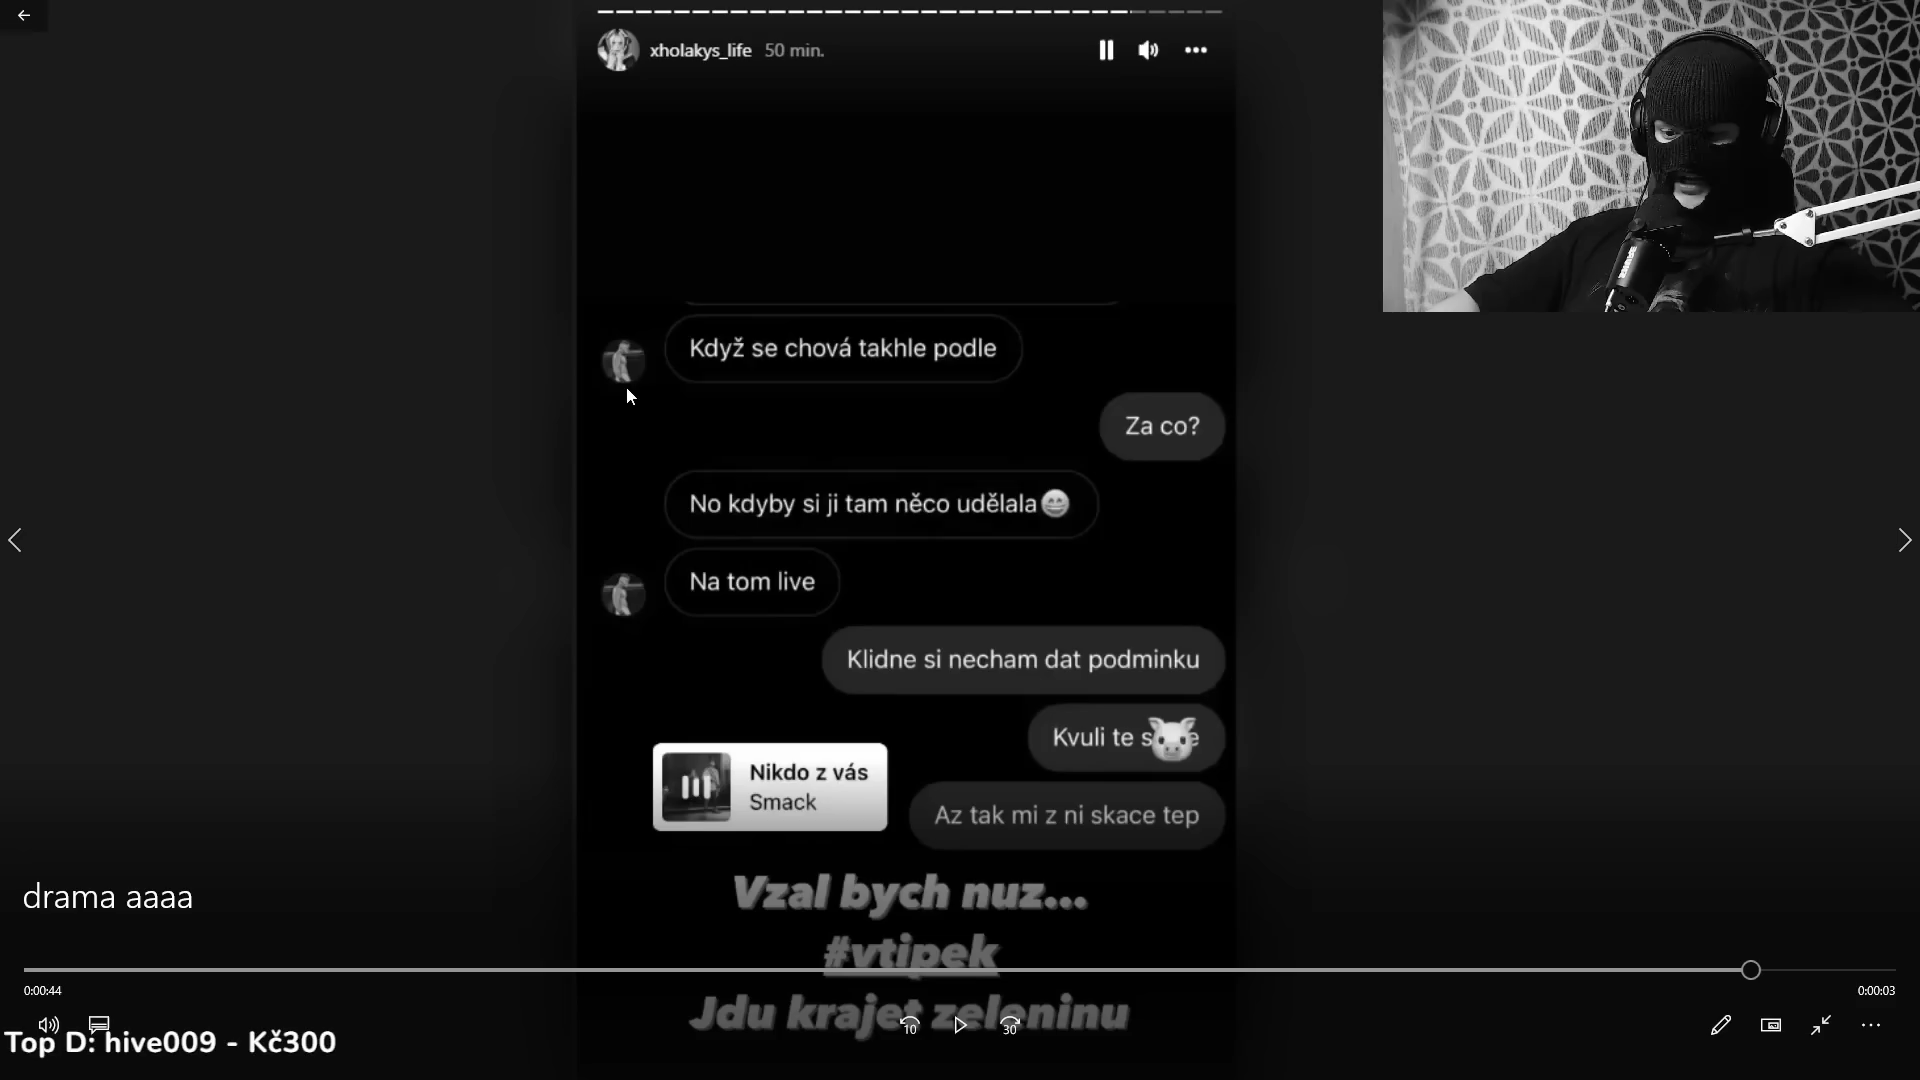 xholakys_life 50 min.
Když se chová takhle podle
Za co?
No kdyby si ji tam něco udělala
Na tom live
Klidne si necham dat podminku
Kvuli te
Nikdo z vás
Smack
Az tak mi z ni skace tep
Vzal bych nuz...
#vtipek
Jdu krajet zeleninu
drama aaaa
0:00:44
0:00:03
10
30
Top D: hive009 - Kč300